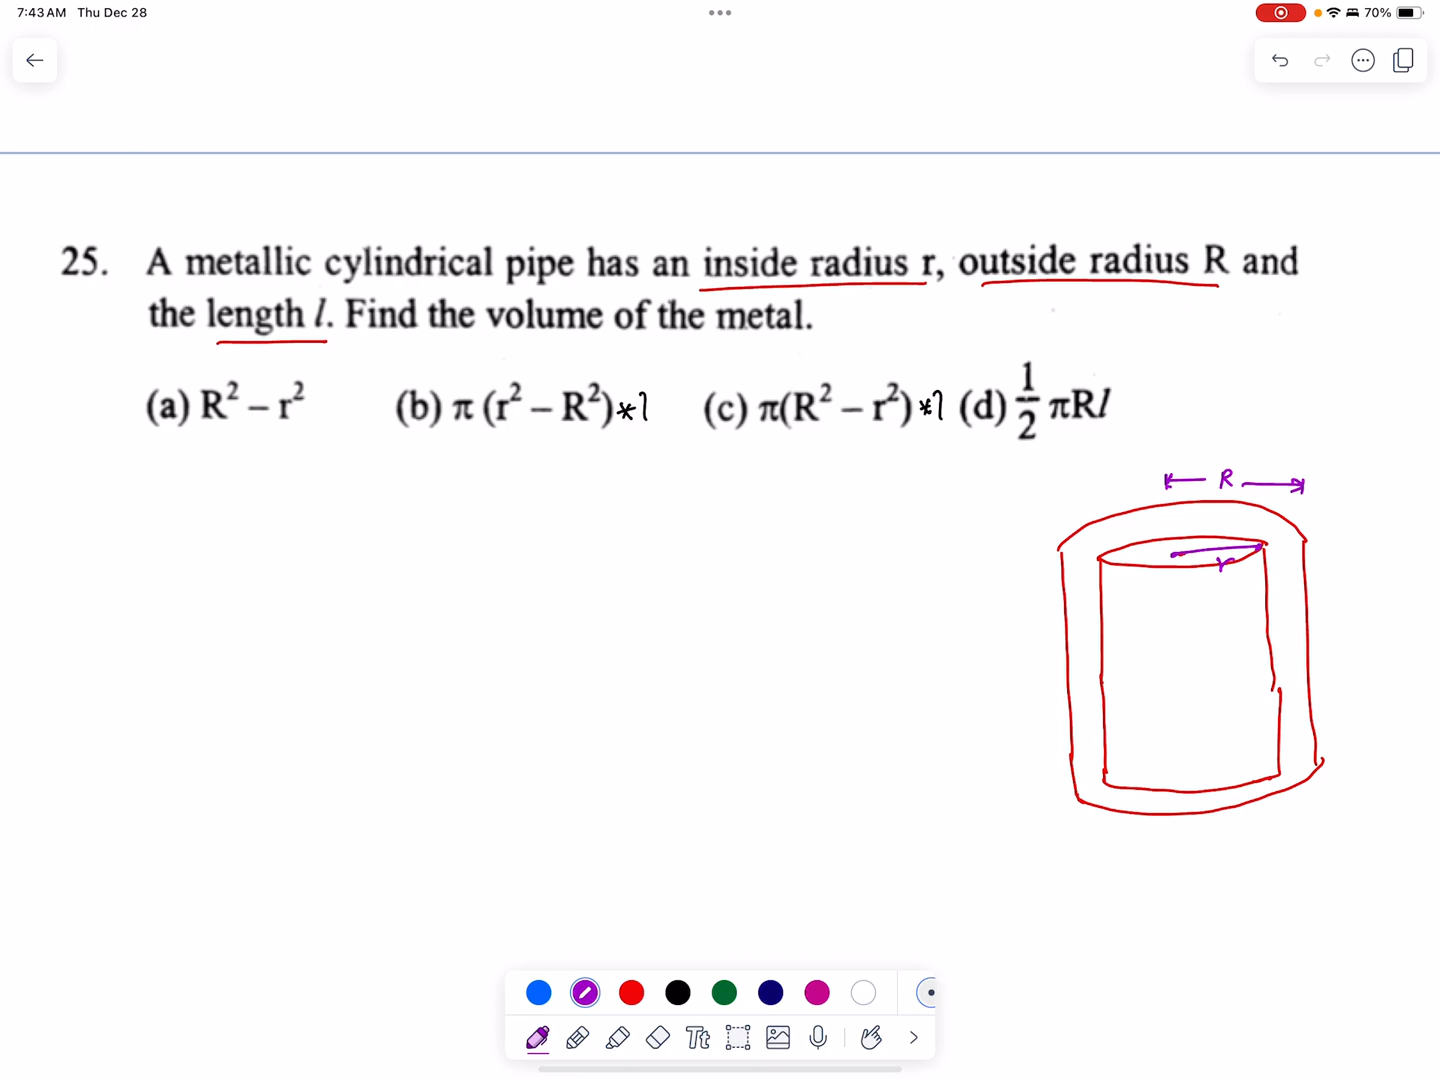 7:43 AM Thu Dec 28
70%
25. A metallic cylindrical pipe has an inside radius r, outside radius R and
the length l. Find the volume of the metal.
(a) R² – r² (b) π (r² – R²)*l (c) π(R² – r²)*l (d) 1/2 πRl
R
r
Tt